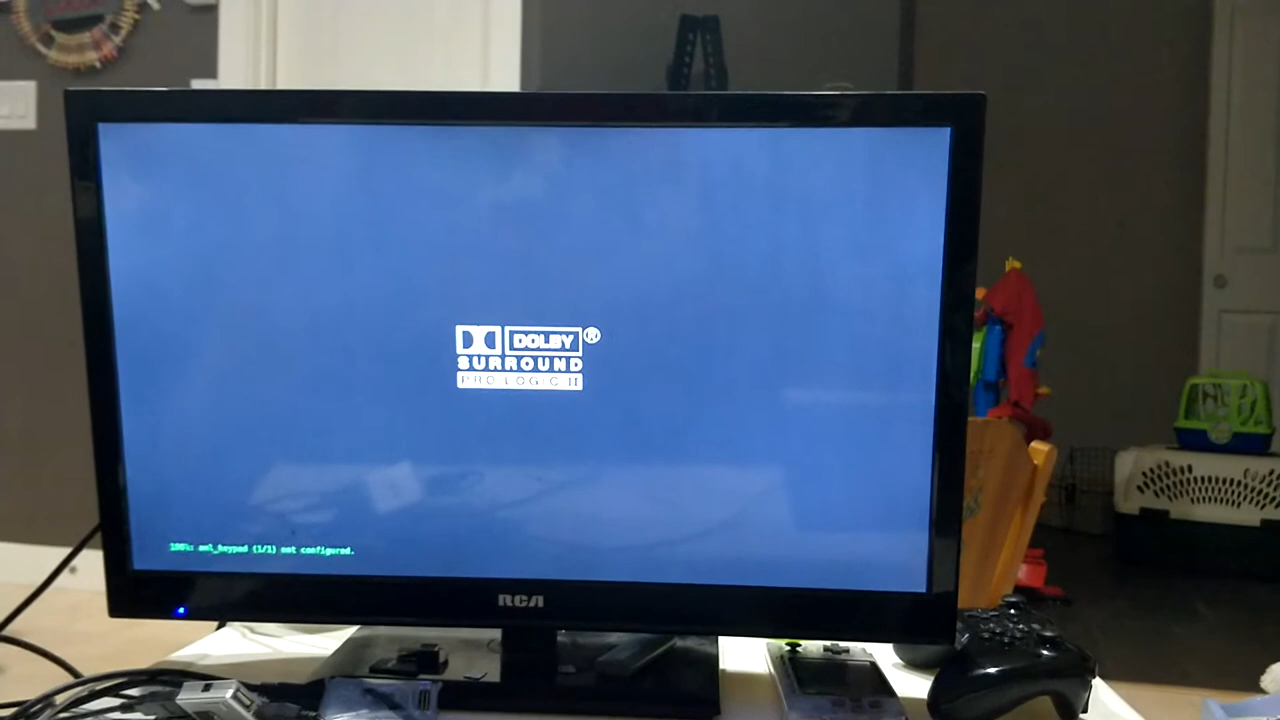 DOLBY ®
SURROUND
PRO LOGIC II
100%: aml_keypad (1/1) not configured.
RCA